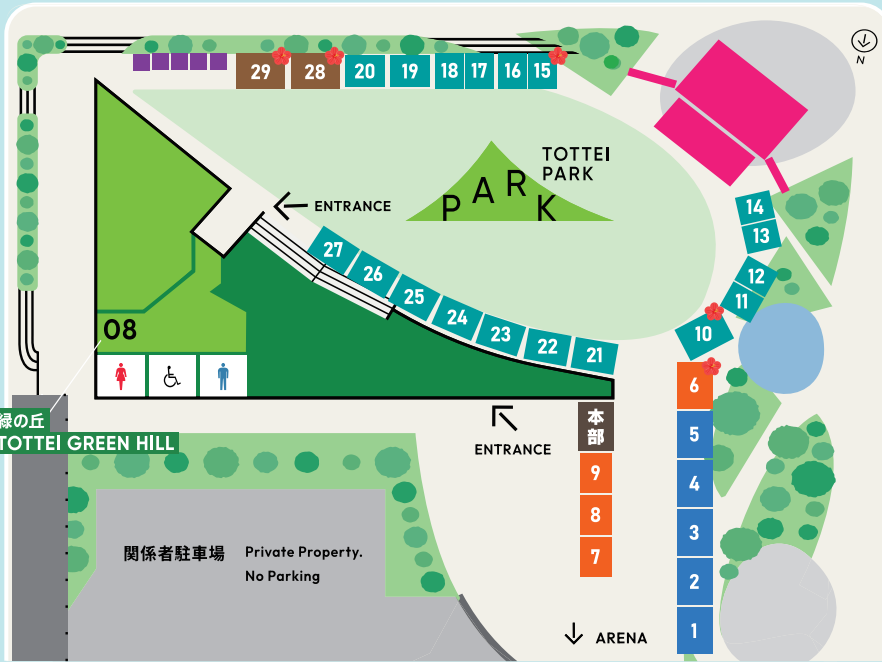 N
29
28
20
19
18
17
16
15
TOTTEI
PARK
PARK
ENTRANCE
14
13
12
11
10
27
26
25
24
23
22
21
08
緑の丘
TOTTEI GREEN HILL
ENTRANCE
本部
9
8
7
6
5
4
3
2
1
関係者駐車場
Private Property.
No Parking
ARENA